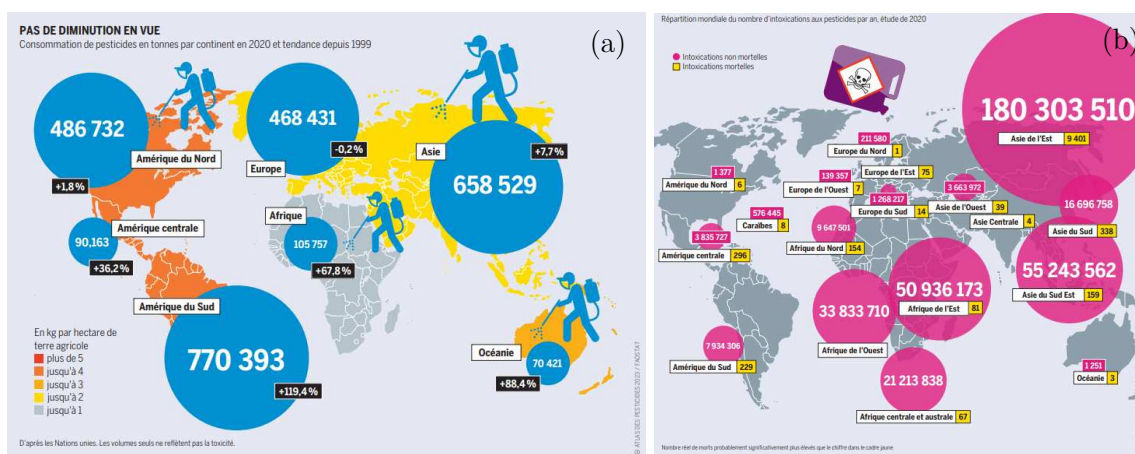 PAS DE DIMINUTION EN VUE
Consommation de pesticides en tonnes par continent en 2020 et tendance depuis 1999
(a)
486 732
Amérique du Nord
+1,8 %
468 431
-0,2 %
Europe
Asie
+7,7 %
658 529
Amérique centrale
90,163
+36,2 %
Afrique
105 757
+67,8 %
Amérique du Sud
770 393
+119,4 %
Océanie
70 421
+88,4 %
En kg par hectare de
terre agricole
plus de 5
jusqu'à 4
jusqu'à 3
jusqu'à 2
jusqu'à 1
D'après les Nations unies. Les volumes seuls ne reflètent pas la toxicité.
© ATLAS DES PESTICIDES 2023 / FAOSTAT
Répartition mondiale du nombre d'intoxications aux pesticides par an, étude de 2020
(b)
Intoxications non mortelles
Intoxications mortelles
180 303 510
Asie de l'Est 9 401
211 580
Europe du Nord 1
1 377
Amérique du Nord 6
139 357
Europe de l'Ouest 7
Europe de l'Est 75
1 268 217
Europe du Sud 14
3 663 972
Asie de l'Ouest 39
Asie Centrale 4
16 696 758
Asie du Sud 338
576 445
Caraïbes 8
3 835 727
Amérique centrale 296
9 647 501
Afrique du Nord 154
55 243 562
Asie du Sud Est 159
50 936 173
Afrique de l'Est 81
33 833 710
Afrique de l'Ouest
7 934 306
Amérique du Sud 229
21 213 838
Afrique centrale et australe 67
1 251
Océanie 3
Nombre réel de morts probablement significativement plus élevés que le chiffre dans le cadre jaune